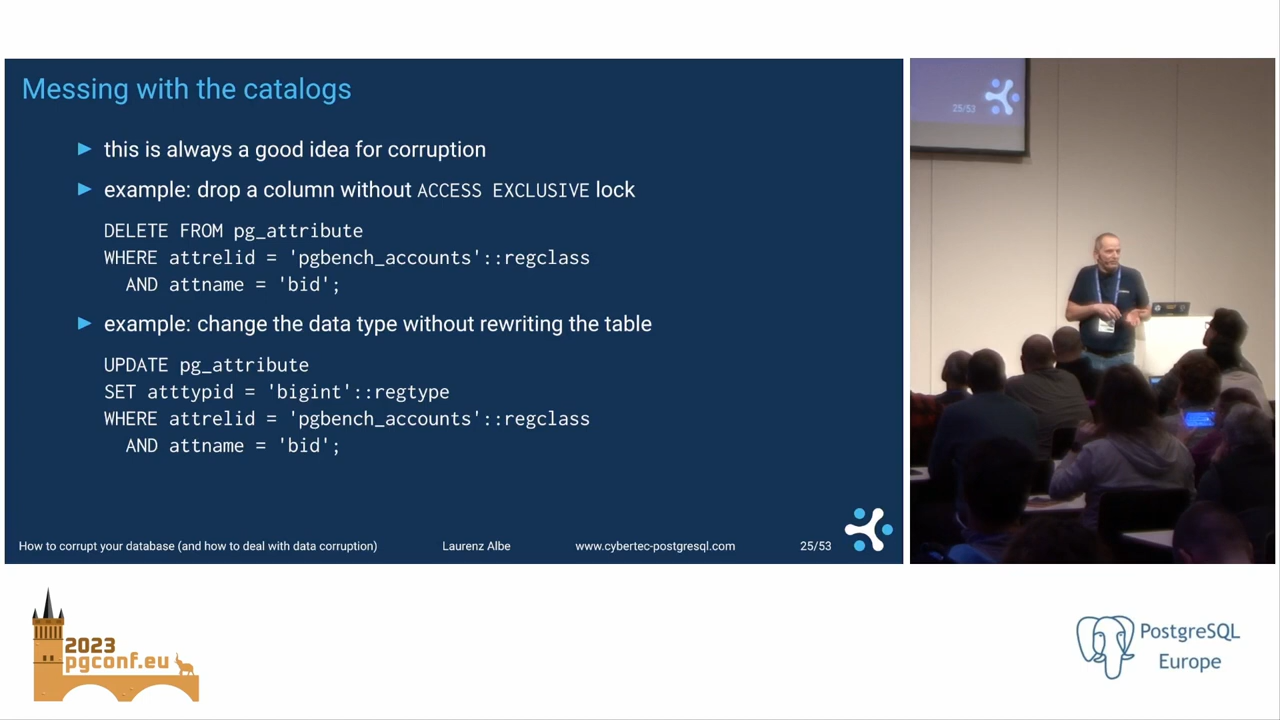 Messing with the catalogs
▶ this is always a good idea for corruption
▶ example: drop a column without ACCESS EXCLUSIVE lock
DELETE FROM pg_attribute
WHERE attrelid = 'pgbench_accounts'::regclass
AND attname = 'bid';
▶ example: change the data type without rewriting the table
UPDATE pg_attribute
SET atttypid = 'bigint'::regtype
WHERE attrelid = 'pgbench_accounts'::regclass
AND attname = 'bid';
How to corrupt your database (and how to deal with data corruption) Laurenz Albe www.cybertec-postgresql.com 25/53
25/53
2023
pgconf.eu
PostgreSQL
Europe